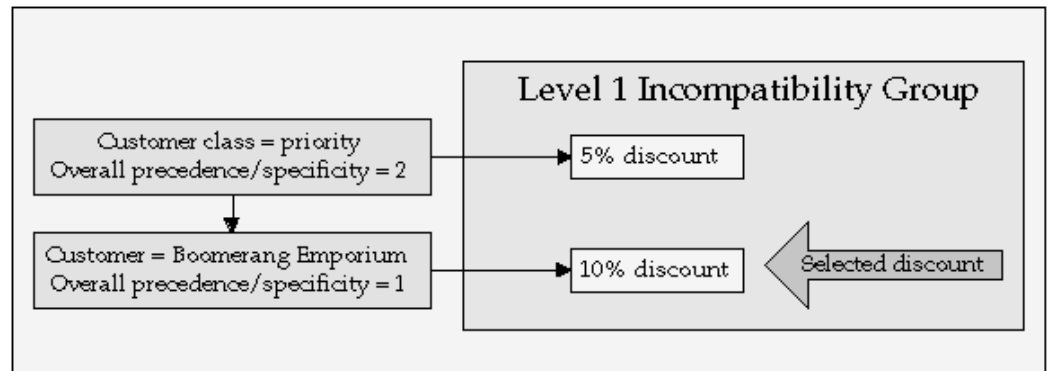 Level 1 Incompatibility Group
Customer class = priority
Overall precedence/specificity = 2
5% discount
Customer = Boomerang Emporium
Overall precedence/specificity = 1
10% discount
Selected discount